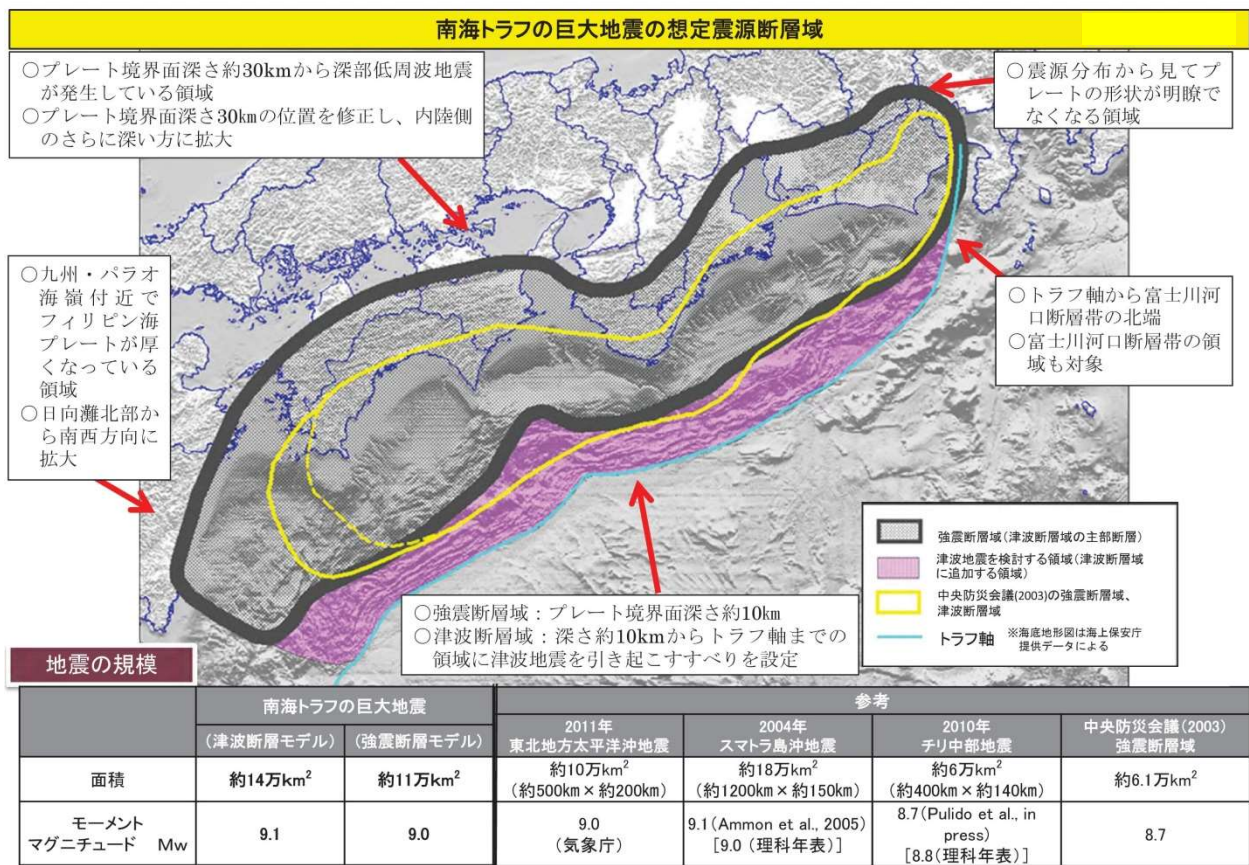 南海トラフの巨大地震の想定震源断層域
○プレート境界面深さ約30kmから深部低周波地震
が発生している領域
○プレート境界面深さ30㎞の位置を修正し、内陸側
のさらに深い方に拡大
○震源分布から見てプ
レートの形状が明瞭で
なくなる領域
○九州・パラオ
海嶺付近で
フィリピン海
プレートが厚
くなっている
領域
○日向灘北部か
ら南西方向に
拡大
○トラフ軸から富士川河
口断層帯の北端
○富士川河口断層帯の領
域も対象
強震断層域(津波断層域の主部断層)
津波地震を検討する領域(津波断層域
に追加する領域)
中央防災会議(2003)の強震断層域、
津波断層域
トラフ軸 ※海底地形図は海上保安庁
提供データによる
○強震断層域：プレート境界面深さ約10㎞
○津波断層域：深さ約10kmからトラフ軸までの
領域に津波地震を引き起こすすべりを設定
地震の規模
南海トラフの巨大地震 参考
(津波断層モデル) (強震断層モデル) 2011年 東北地方太平洋沖地震 2004年 スマトラ島沖地震 2010年 チリ中部地震 中央防災会議(2003) 強震断層域
面積 約14万km² 約11万km² 約10万km² (約500km×約200km) 約18万km² (約1200km×約150km) 約6万km² (約400km×約140km) 約6.1万km²
モーメント マグニチュード Mw 9.1 9.0 9.0 (気象庁) 9.1(Ammon et al., 2005) [9.0 (理科年表)] 8.7(Pulido et al., in press) [8.8(理科年表)] 8.7